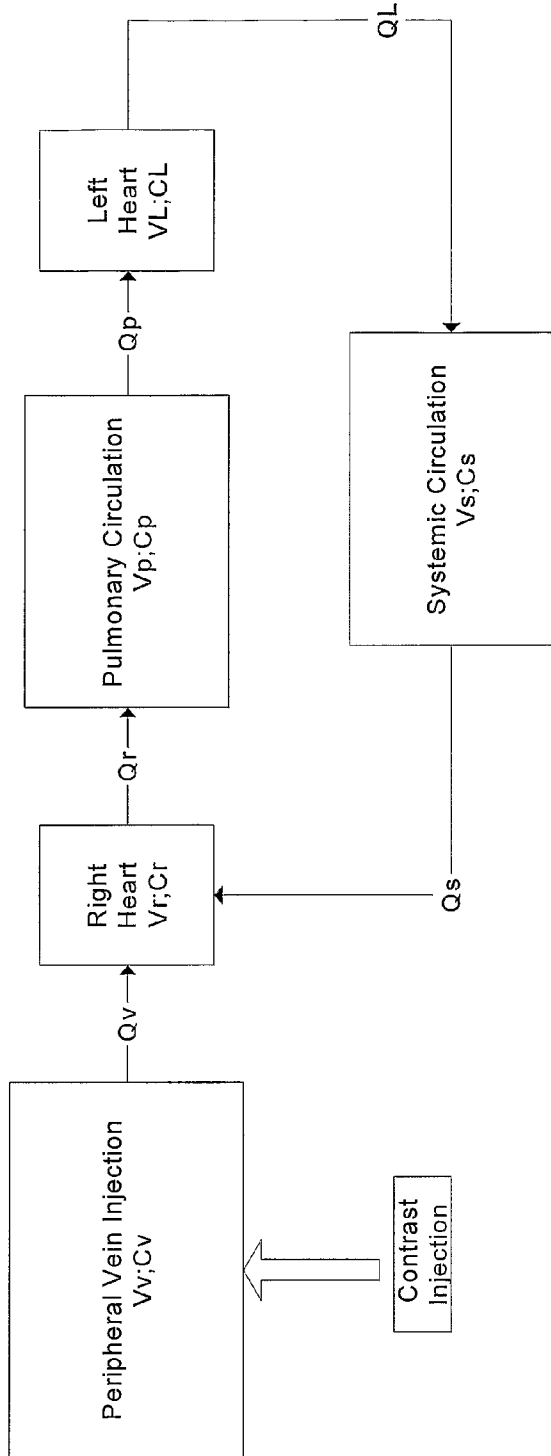 Peripheral Vein Injection
Vv;Cv
Contrast
Injection
Qv
Right
Heart
Vr;Cr
Qr
Pulmonary Circulation
Vp;Cp
Qp
Left
Heart
VL;CL
QL
Systemic Circulation
Vs;Cs
Qs